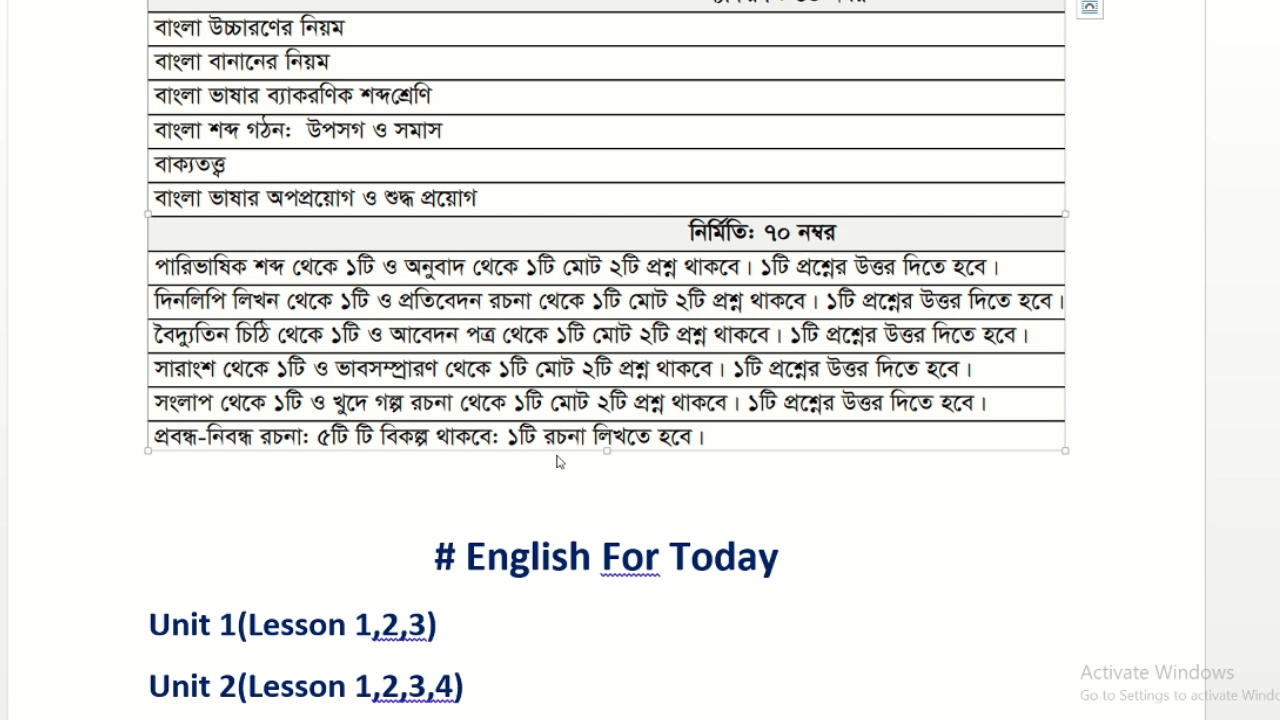 বাংলা উচ্চারণের নিয়ম
বাংলা বানানের নিয়ম
বাংলা ভাষার ব্যাকরণিক শব্দশ্রেণি
বাংলা শব্দ গঠন: উপসগ ও সমাস
বাক্যতত্ত্ব
বাংলা ভাষার অপপ্রয়োগ ও শুদ্ধ প্রয়োগ
নির্মিতি: ৭০ নম্বর
পারিভাষিক শব্দ থেকে ১টি ও অনুবাদ থেকে ১টি মোট ২টি প্রশ্ন থাকবে। ১টি প্রশ্নের উত্তর দিতে হবে।
দিনলিপি লিখন থেকে ১টি ও প্রতিবেদন রচনা থেকে ১টি মোট ২টি প্রশ্ন থাকবে। ১টি প্রশ্নের উত্তর দিতে হবে।
বৈদ্যুতিন চিঠি থেকে ১টি ও আবেদন পত্র থেকে ১টি মোট ২টি প্রশ্ন থাকবে। ১টি প্রশ্নের উত্তর দিতে হবে।
সারাংশ থেকে ১টি ও ভাবসম্প্রারণ থেকে ১টি মোট ২টি প্রশ্ন থাকবে। ১টি প্রশ্নের উত্তর দিতে হবে।
সংলাপ থেকে ১টি ও খুদে গল্প রচনা থেকে ১টি মোট ২টি প্রশ্ন থাকবে। ১টি প্রশ্নের উত্তর দিতে হবে।
প্রবন্ধ-নিবন্ধ রচনা: ৫টি টি বিকল্প থাকবে: ১টি রচনা লিখতে হবে।
# English For Today
Unit 1(Lesson 1,2,3)
Unit 2(Lesson 1,2,3,4)
Activate Windows
Go to Settings to activate